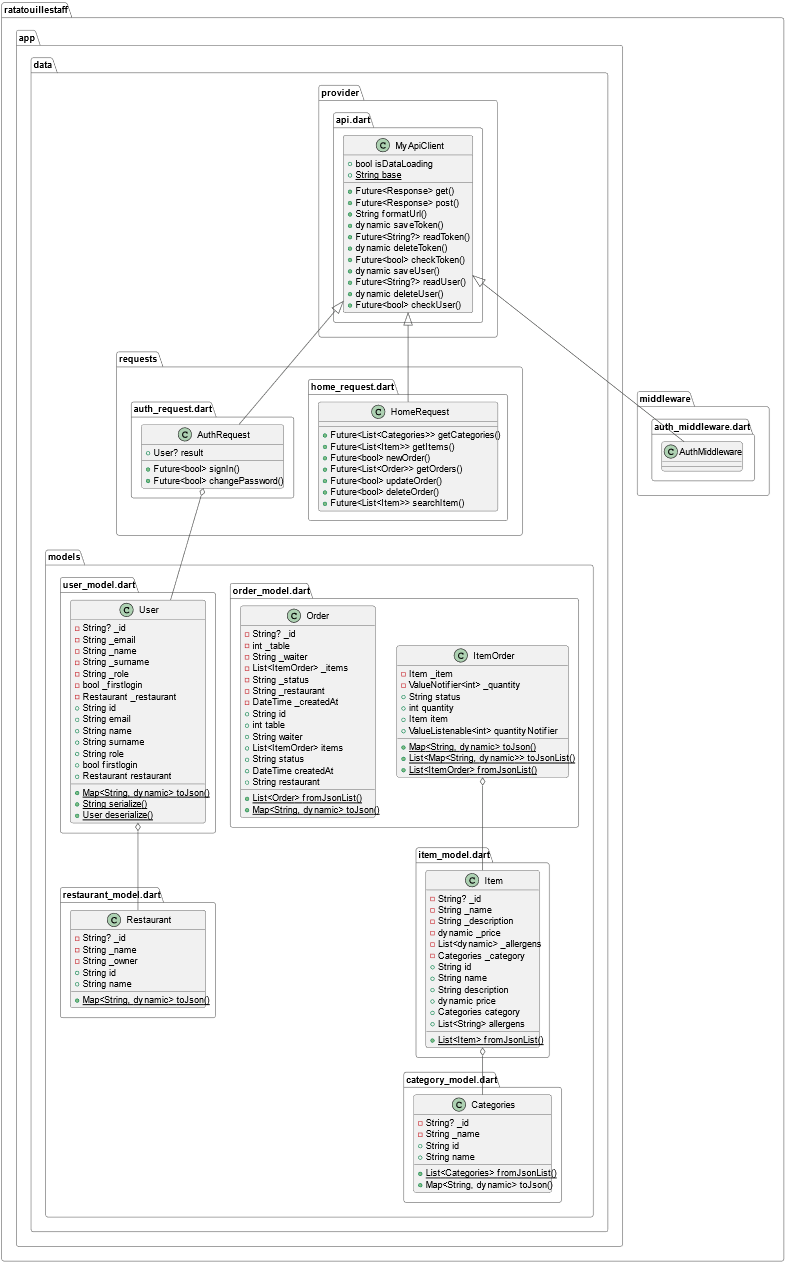 ratatouillestaff
app
data
provider
api.dart
C MyApiClient
bool isDataLoading
String base
Future<Response> get()
Future<Response> post()
String formatUrl()
dynamic saveToken()
Future<String?> readToken()
dynamic deleteToken()
Future<bool> checkToken()
dynamic saveUser()
Future<String?> readUser()
dynamic deleteUser()
Future<bool> checkUser()
requests
auth_request.dart
C AuthRequest
User? result
Future<bool> signIn()
Future<bool> changePassword()
home_request.dart
C HomeRequest
Future<List<Categories>> getCategories()
Future<List<Item>> getItems()
Future<bool> newOrder()
Future<List<Order>> getOrders()
Future<bool> updateOrder()
Future<bool> deleteOrder()
Future<List<Item>> searchItem()
middleware
auth_middleware.dart
C AuthMiddleware
models
user_model.dart
C User
String? _id
String _email
String _name
String _surname
String _role
bool _firstlogin
Restaurant _restaurant
String id
String email
String name
String surname
String role
bool firstlogin
Restaurant restaurant
Map<String, dynamic> toJson()
String serialize()
User deserialize()
order_model.dart
C Order
String? _id
int _table
String _waiter
List<ItemOrder> _items
String _status
String _restaurant
DateTime _createdAt
String id
int table
String waiter
List<ItemOrder> items
String status
DateTime createdAt
String restaurant
List<Order> fromJsonList()
Map<String, dynamic> toJson()
C ItemOrder
Item _item
ValueNotifier<int> _quantity
String status
int quantity
Item item
ValueListenable<int> quantityNotifier
Map<String, dynamic> toJson()
List<Map<String, dynamic>> toJsonList()
List<ItemOrder> fromJsonList()
restaurant_model.dart
C Restaurant
String? _id
String _name
String _owner
String id
String name
Map<String, dynamic> toJson()
item_model.dart
C Item
String? _id
String _name
String _description
dynamic _price
List<dynamic> _allergens
Categories _category
String id
String name
String description
dynamic price
Categories category
List<String> allergens
List<Item> fromJsonList()
category_model.dart
C Categories
String? _id
String _name
String id
String name
List<Categories> fromJsonList()
Map<String, dynamic> toJson()